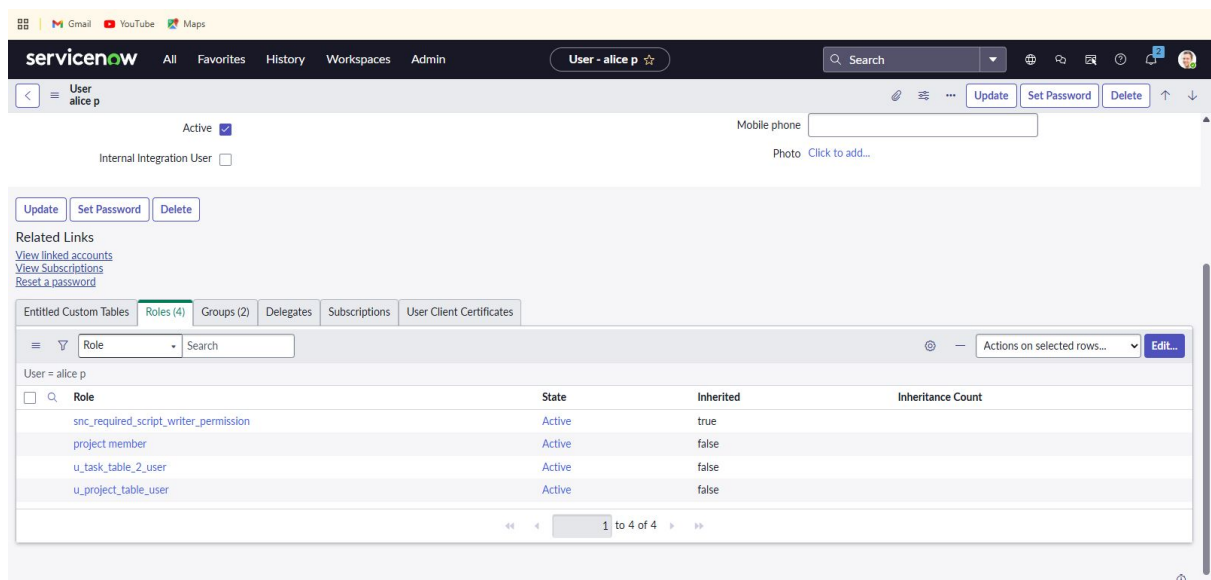 Gmail YouTube Maps
servicenow All Favorites History Workspaces Admin User - alice p ☆ Search 2
User
alice p
Update Set Password Delete
Active
Mobile phone
Internal Integration User
Photo Click to add...
Update Set Password Delete
Related Links
View linked accounts
View Subscriptions
Reset a password
Entitled Custom Tables Roles (4) Groups (2) Delegates Subscriptions User Client Certificates
Role Search Actions on selected rows... Edit...
User = alice p
Role State Inherited Inheritance Count
snc_required_script_writer_permission Active true
project member Active false
u_task_table_2_user Active false
u_project_table_user Active false
1 to 4 of 4